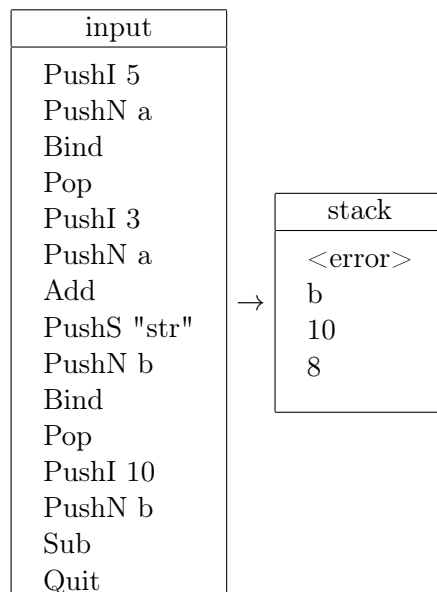 input
PushI 5
PushN a
Bind
Pop
PushI 3
PushN a
Add
PushS "str"
PushN b
Bind
Pop
PushI 10
PushN b
Sub
Quit
→
stack
<error>
b
10
8